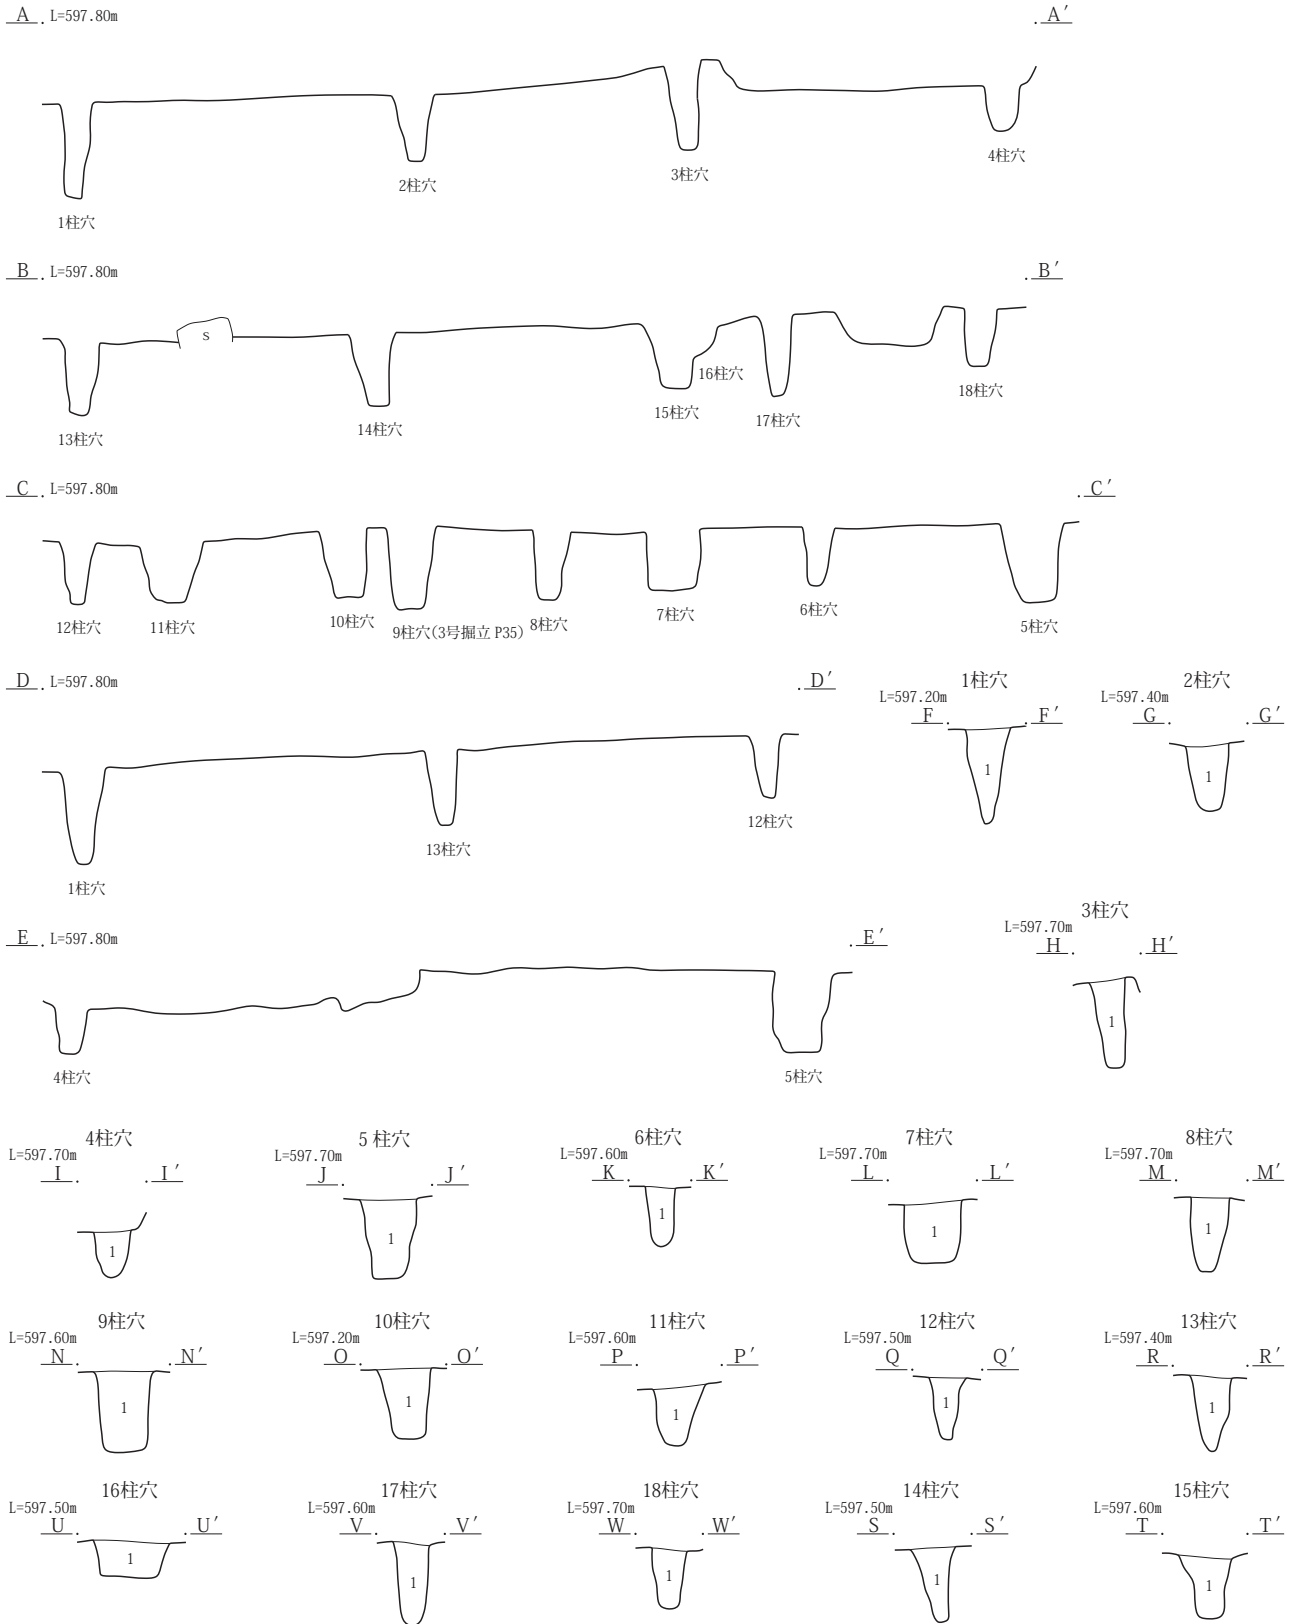 A L=597.80m A′
1柱穴 2柱穴 3柱穴 4柱穴
B L=597.80m B′
S
13柱穴 14柱穴 15柱穴 16柱穴 17柱穴 18柱穴
C L=597.80m C′
12柱穴 11柱穴 10柱穴 9柱穴(3号掘立 P35) 8柱穴 7柱穴 6柱穴 5柱穴
D L=597.80m D′
1柱穴 13柱穴 12柱穴
1柱穴
L=597.20m
F F′
1
2柱穴
L=597.40m
G G′
1
E L=597.80m E′
4柱穴 5柱穴
3柱穴
L=597.70m
H H′
1
4柱穴
L=597.70m
I I′
1
5 柱穴
L=597.70m
J J′
1
6柱穴
L=597.60m
K K′
1
7柱穴
L=597.70m
L L′
1
8柱穴
L=597.70m
M M′
1
9柱穴
L=597.60m
N N′
1
10柱穴
L=597.20m
O O′
1
11柱穴
L=597.60m
P P′
1
12柱穴
L=597.50m
Q Q′
1
13柱穴
L=597.40m
R R′
1
16柱穴
L=597.50m
U U′
1
17柱穴
L=597.60m
V V′
1
18柱穴
L=597.70m
W W′
1
14柱穴
L=597.50m
S S′
1
15柱穴
L=597.60m
T T′
1